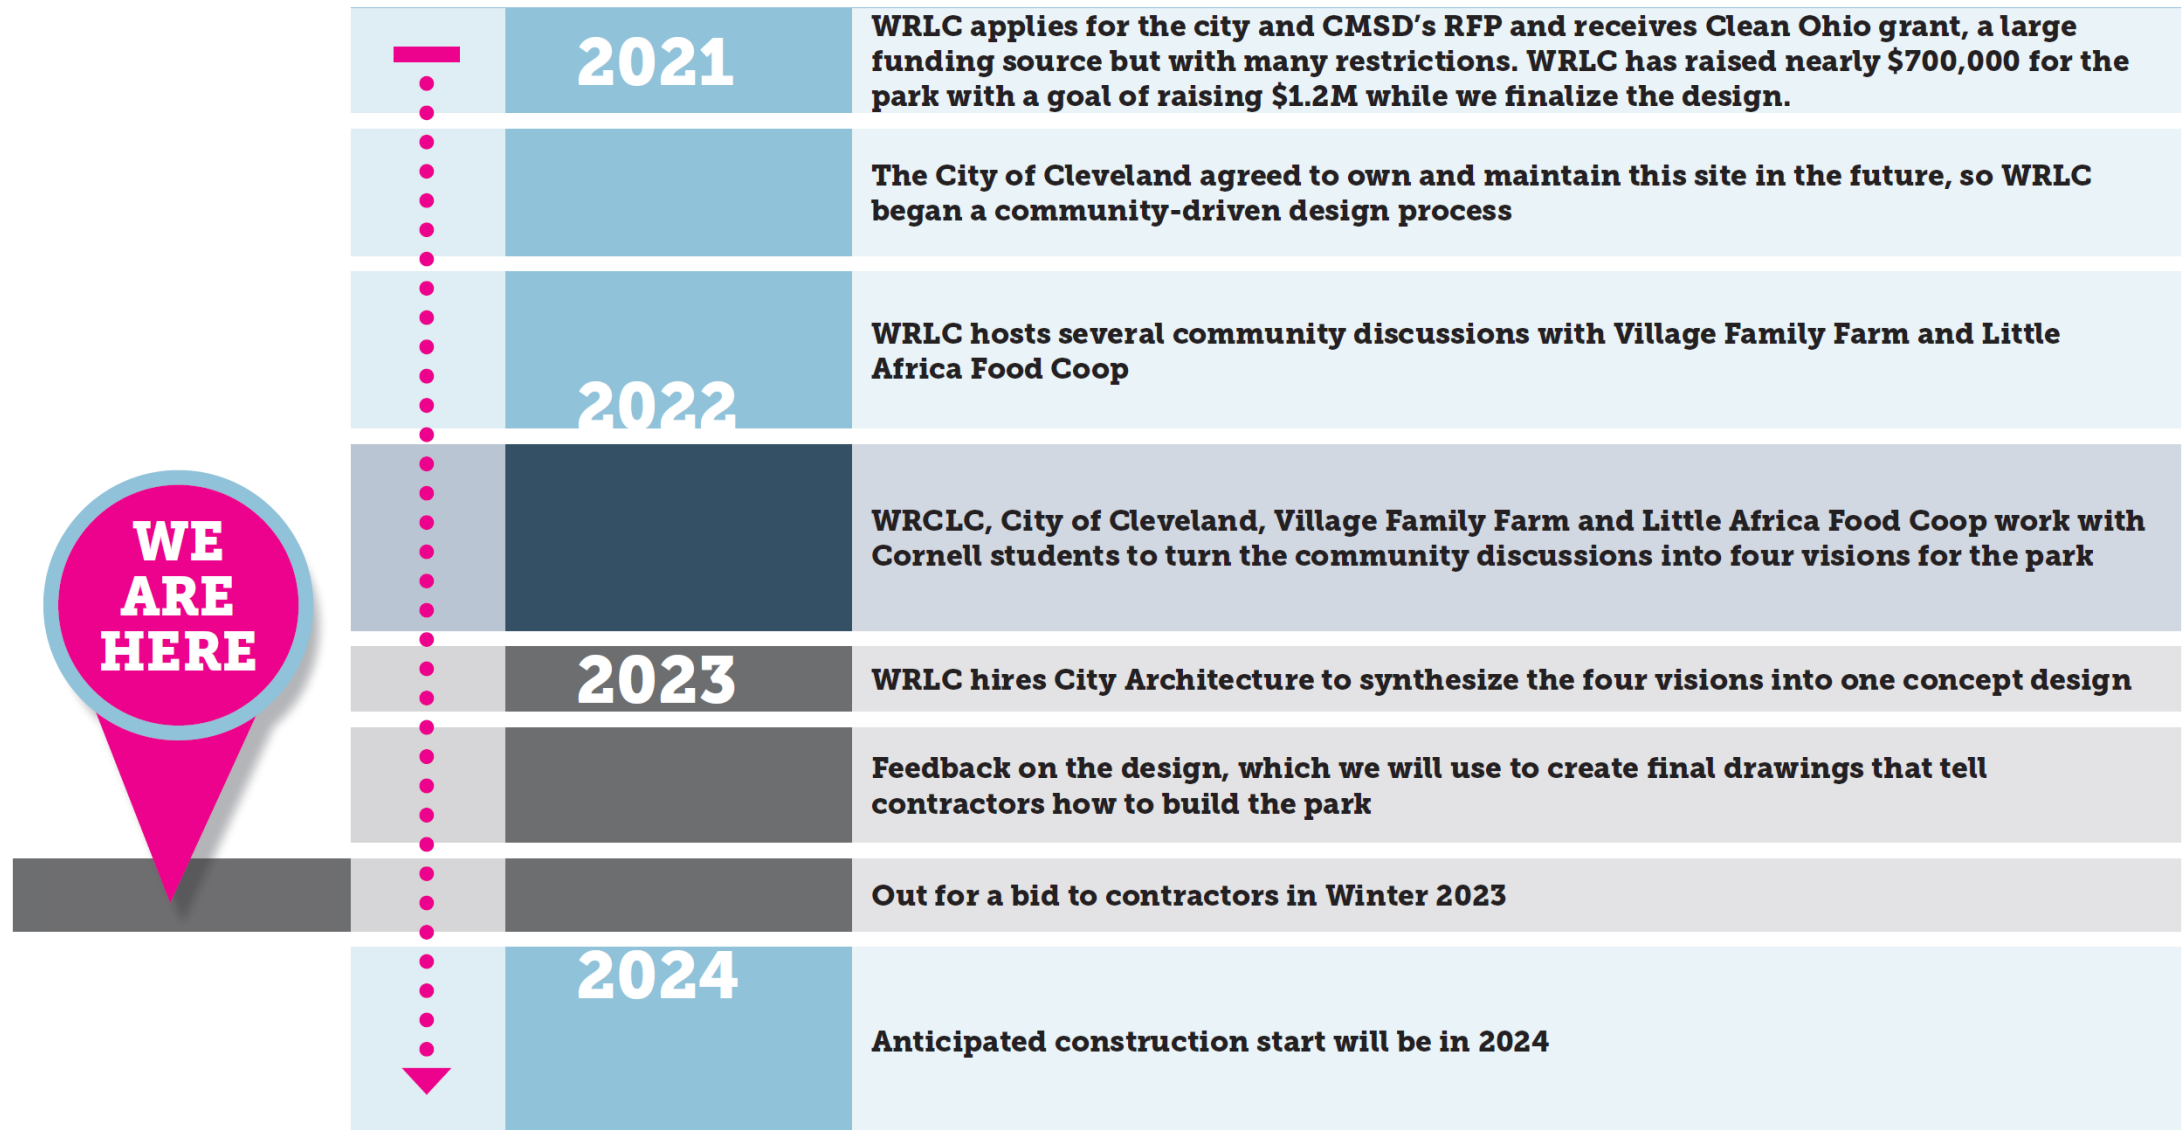 2021
WRLC applies for the city and CMSD’s RFP and receives Clean Ohio grant, a large
funding source but with many restrictions. WRLC has raised nearly $700,000 for the
park with a goal of raising $1.2M while we finalize the design.
The City of Cleveland agreed to own and maintain this site in the future, so WRLC
began a community-driven design process
2022
WRLC hosts several community discussions with Village Family Farm and Little
Africa Food Coop
WRCLC, City of Cleveland, Village Family Farm and Little Africa Food Coop work with
Cornell students to turn the community discussions into four visions for the park
WE
ARE
HERE
2023
WRLC hires City Architecture to synthesize the four visions into one concept design
Feedback on the design, which we will use to create final drawings that tell
contractors how to build the park
Out for a bid to contractors in Winter 2023
2024
Anticipated construction start will be in 2024